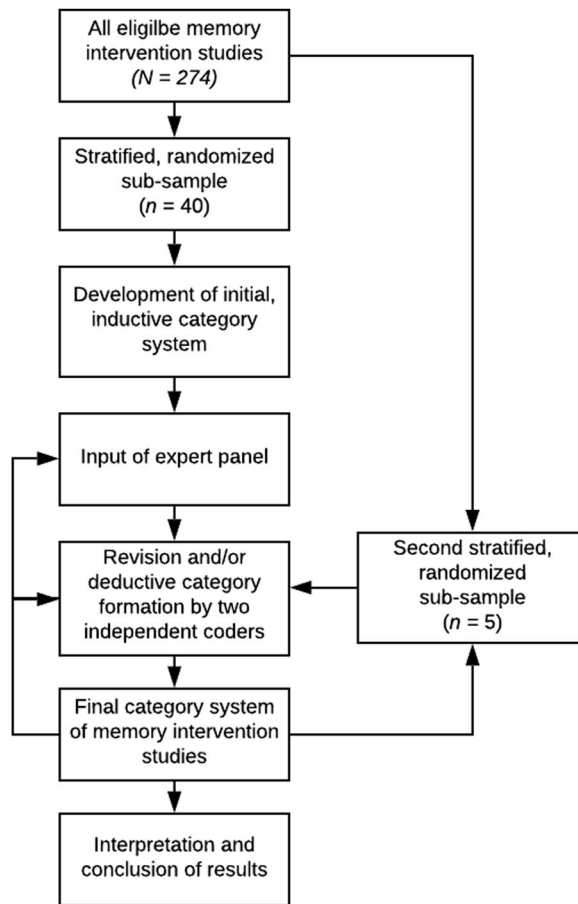 All eligilbe memory
intervention studies
(N = 274)
Stratified, randomized
sub-sample
(n = 40)
Development of initial,
inductive category
system
Input of expert panel
Revision and/or
deductive category
formation by two
independent coders
Second stratified,
randomized
sub-sample
(n = 5)
Final category system
of memory intervention
studies
Interpretation and
conclusion of results